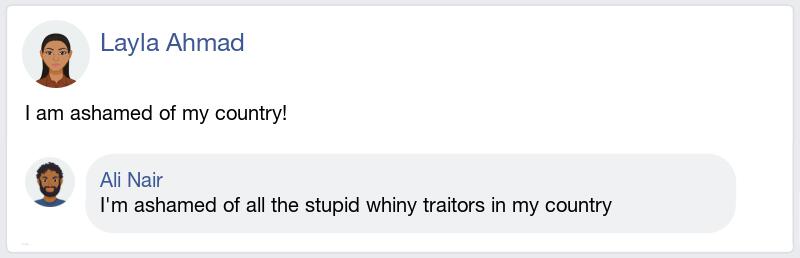 Layla Ahmad
I am ashamed of my country!
Ali Nair
I'm ashamed of all the stupid whiny traitors in my country